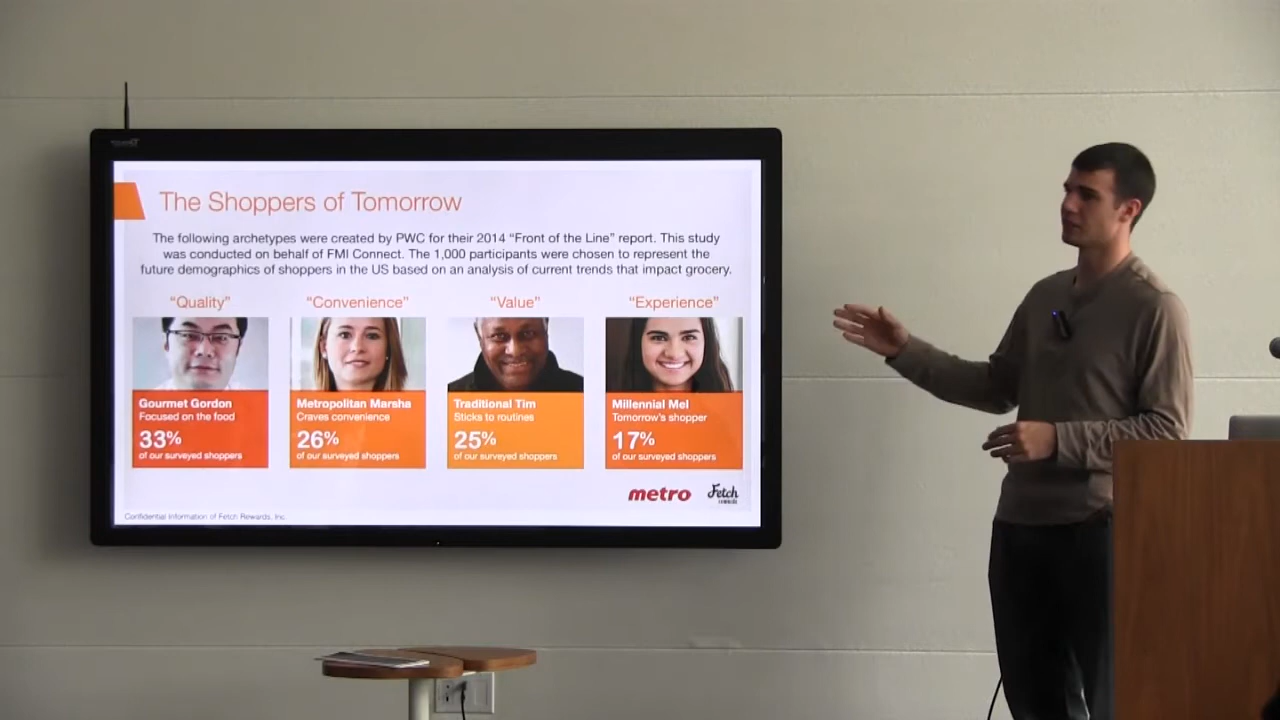 The Shoppers of Tomorrow
The following archetypes were created by PWC for their 2014 “Front of the Line” report. This study
was conducted on behalf of FMI Connect. The 1,000 participants were chosen to represent the
future demographics of shoppers in the US based on an analysis of current trends that impact grocery.
“Quality” “Convenience” “Value” “Experience”
Gourmet Gordon Metropolitan Marsha Traditional Tim Millennial Mel
Focused on the food Craves convenience Sticks to routines Tomorrow's shopper
33% 26% 25% 17%
of our surveyed shoppers of our surveyed shoppers of our surveyed shoppers of our surveyed shoppers
metro Fetch
REWARDS
Confidential Information of Fetch Rewards, Inc.